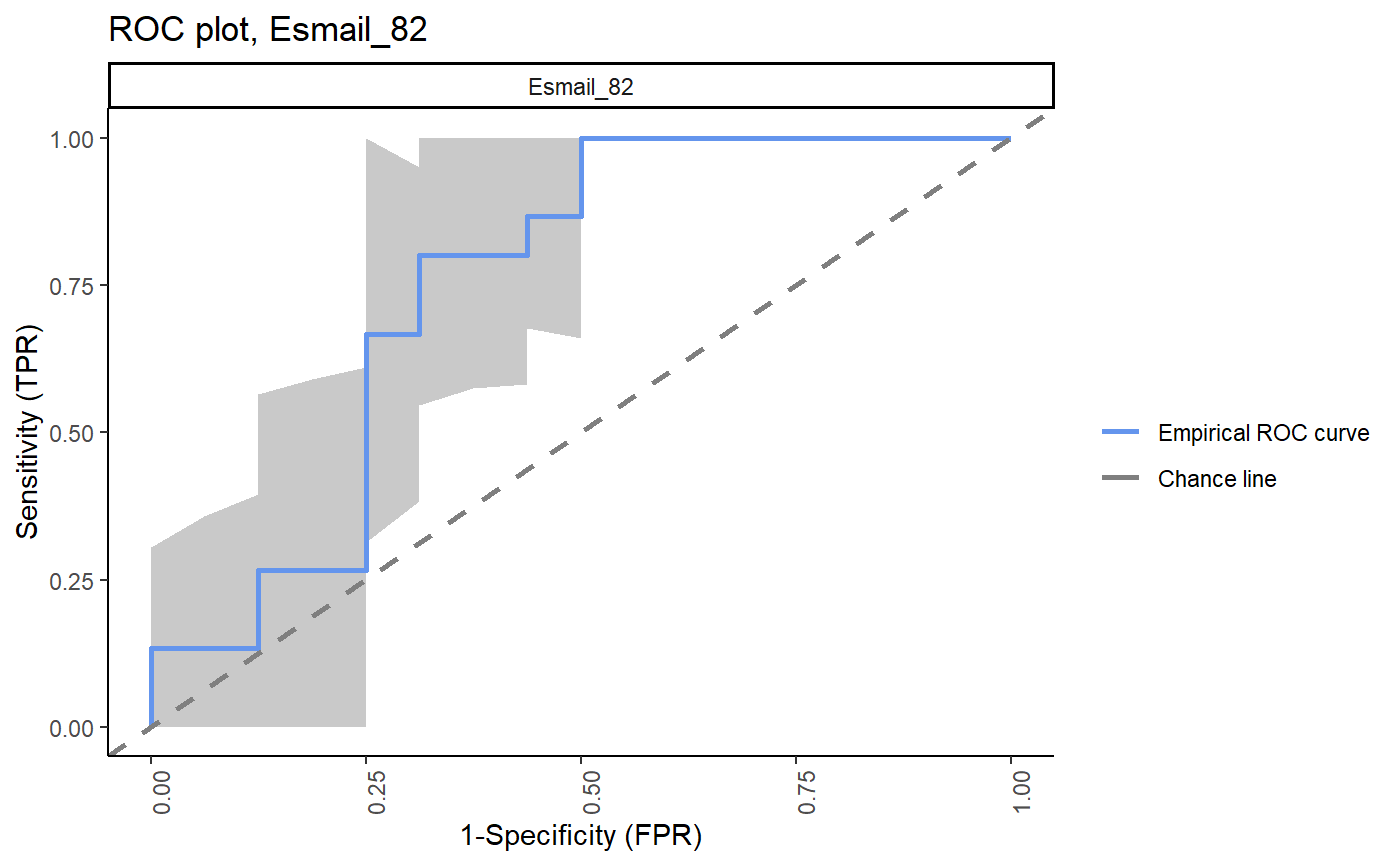 ROC plot, Esmail_82
Esmail_82
1.00
0.75
0.50
0.25
0.00
Sensitivity (TPR)
0.00
0.25
0.50
0.75
1.00
1-Specificity (FPR)
Empirical ROC curve
Chance line